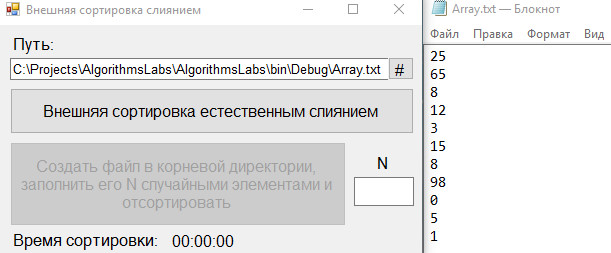 Внешняя сортировка слиянием
Путь:
C:\Projects\AlgorithmsLabs\AlgorithmsLabs\bin\Debug\Array.txt
#
Внешняя сортировка естественным слиянием
Создать файл в корневой директории,
заполнить его N случайными элементами и
отсортировать
N
Время сортировки: 00:00:00
Array.txt — Блокнот
Файл Правка Формат Вид
25
65
8
12
3
15
8
98
0
5
1